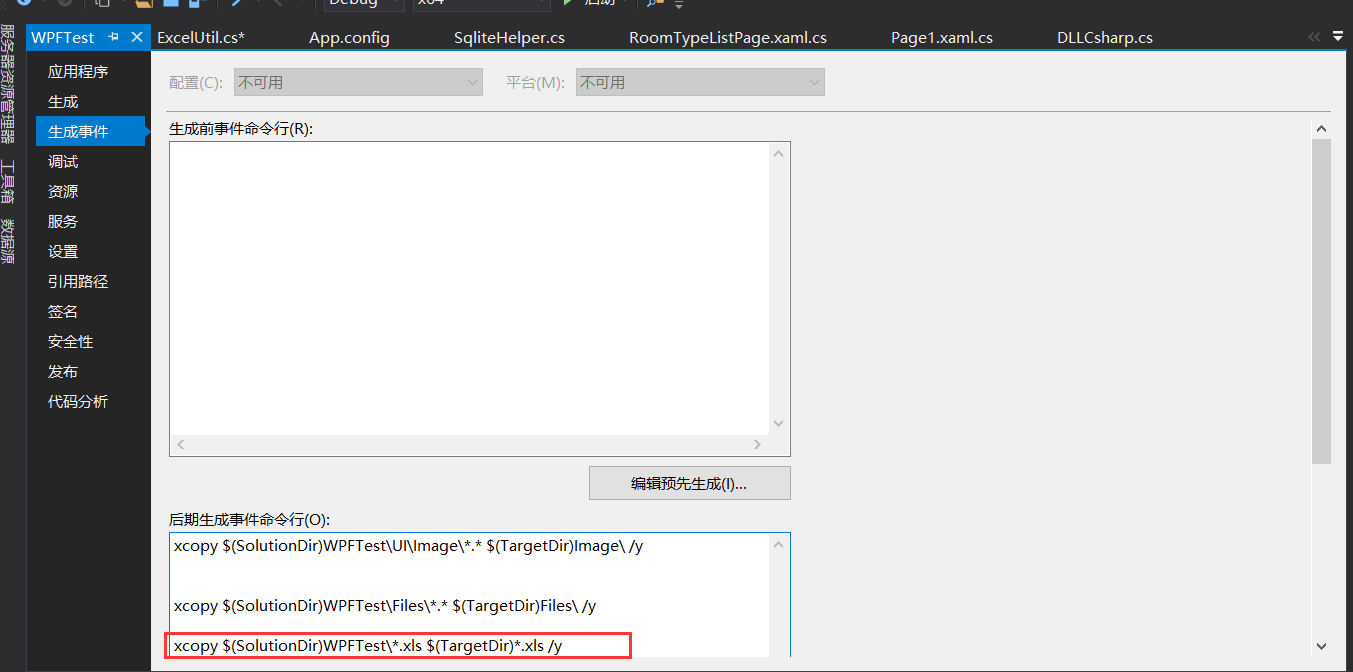 Debug x64 启动
服务器资源管理器
工具箱
数据源
WPFTest ExcelUtil.cs* App.config SqliteHelper.cs RoomTypeListPage.xaml.cs Page1.xaml.cs DLLCsharp.cs
应用程序
生成
生成事件
调试
资源
服务
设置
引用路径
签名
安全性
发布
代码分析
配置(C): 不可用 平台(M): 不可用
生成前事件命令行(R):
编辑预先生成(I)...
后期生成事件命令行(O):
xcopy $(SolutionDir)WPFTest\UI\Image\*.* $(TargetDir)Image\ /y
xcopy $(SolutionDir)WPFTest\Files\*.* $(TargetDir)Files\ /y
xcopy $(SolutionDir)WPFTest\*.xls $(TargetDir)*.xls /y